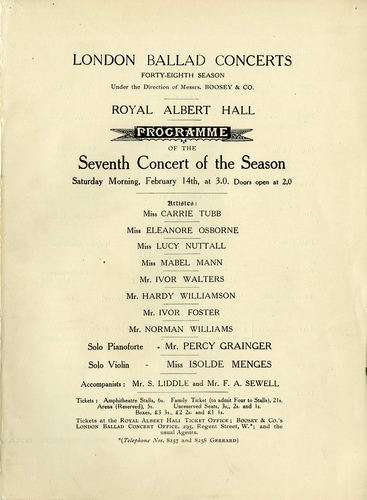 LONDON BALLAD CONCERTS
FORTY-EIGHTH SEASON
Under the Direction of Messrs. BOOSEY & CO.
ROYAL ALBERT HALL
PROGRAMME
OF THE
Seventh Concert of the Season
Saturday Morning, February 14th, at 3.0. Doors open at 2.0
Artistes:
Miss CARRIE TUBB
Miss ELEANORE OSBORNE
Miss LUCY NUTTALL
Miss MABEL MANN
Mr. IVOR WALTERS
Mr. HARDY WILLIAMSON
Mr. IVOR FOSTER
Mr. NORMAN WILLIAMS
Solo Pianoforte - Mr. PERCY GRAINGER
Solo Violin - Miss ISOLDE MENGES
Accompanists: Mr. S. LIDDLE and Mr. F. A. SEWELL
Tickets: Amphitheatre Stalls, 6s. Family Ticket (to admit Four to Stalls), 21s.
Arena (Reserved), 5s. Unreserved Seats, 3s., 2s. and 1s.
Boxes, £3 3s., £2 2s. and £1 1s.
Tickets at the ROYAL ALBERT HALL TICKET OFFICE; BOOSEY & CO.'S
LONDON BALLAD CONCERT OFFICE, 295, Regent Street, W.*; and the
usual Agents.
*(Telephone Nos. 8257 and 8258 GERRARD)